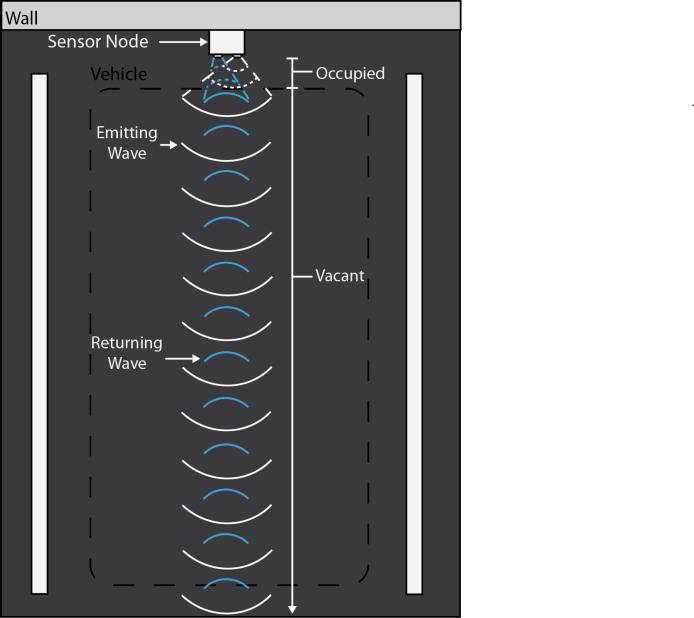 Wall
Sensor Node
Vehicle
Occupied
Emitting
Wave
Vacant
Returning
Wave